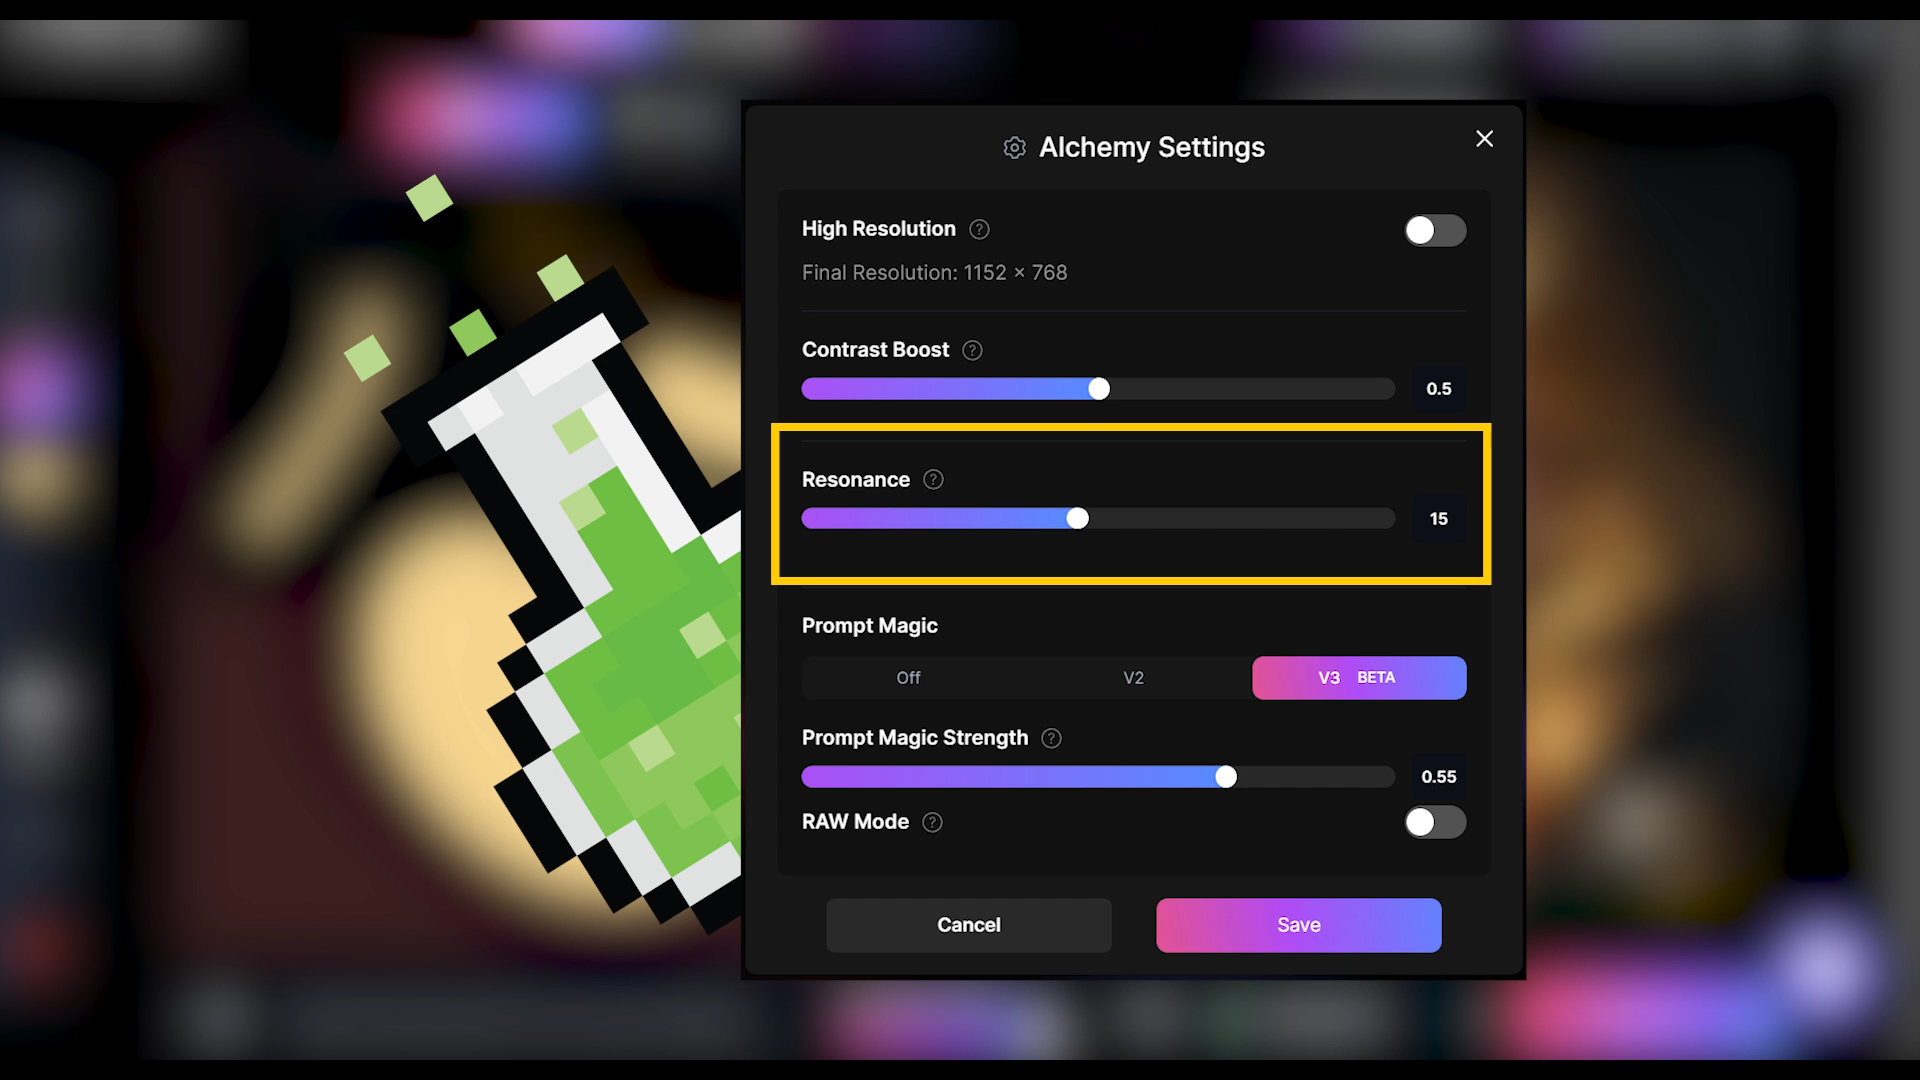 Alchemy Settings
High Resolution ?
Final Resolution: 1152 × 768
Contrast Boost ?
0.5
Resonance ?
15
Prompt Magic
Off V2 V3 BETA
Prompt Magic Strength ?
0.55
RAW Mode ?
Cancel Save